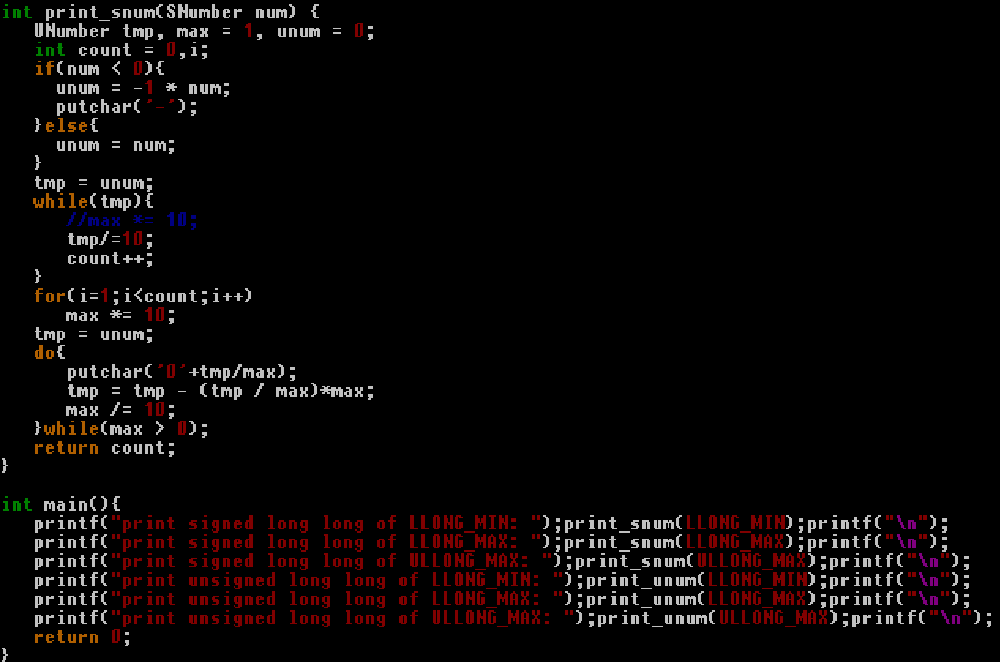 int print_snum(SNumber num) {
   UNumber tmp, max = 1, unum = 0;
   int count = 0,i;
   if(num < 0){
     unum = -1 * num;
     putchar('-');
   }else{
     unum = num;
   }
   tmp = unum;
   while(tmp){
      //max *= 10;
      tmp/=10;
      count++;
   }
   for(i=1;i<count;i++)
      max *= 10;
   tmp = unum;
   do{
      putchar('0'+tmp/max);
      tmp = tmp - (tmp / max)*max;
      max /= 10;
   }while(max > 0);
   return count;
}

int main(){
   printf("print signed long long of LLONG_MIN: ");print_snum(LLONG_MIN);printf("\n");
   printf("print signed long long of LLONG_MAX: ");print_snum(LLONG_MAX);printf("\n");
   printf("print signed long long of ULLONG_MAX: ");print_snum(ULLONG_MAX);printf("\n");
   printf("print unsigned long long of LLONG_MIN: ");print_unum(LLONG_MIN);printf("\n");
   printf("print unsigned long long of LLONG_MAX: ");print_unum(LLONG_MAX);printf("\n");
   printf("print unsigned long long of ULLONG_MAX: ");print_unum(ULLONG_MAX);printf("\n");
   return 0;
}